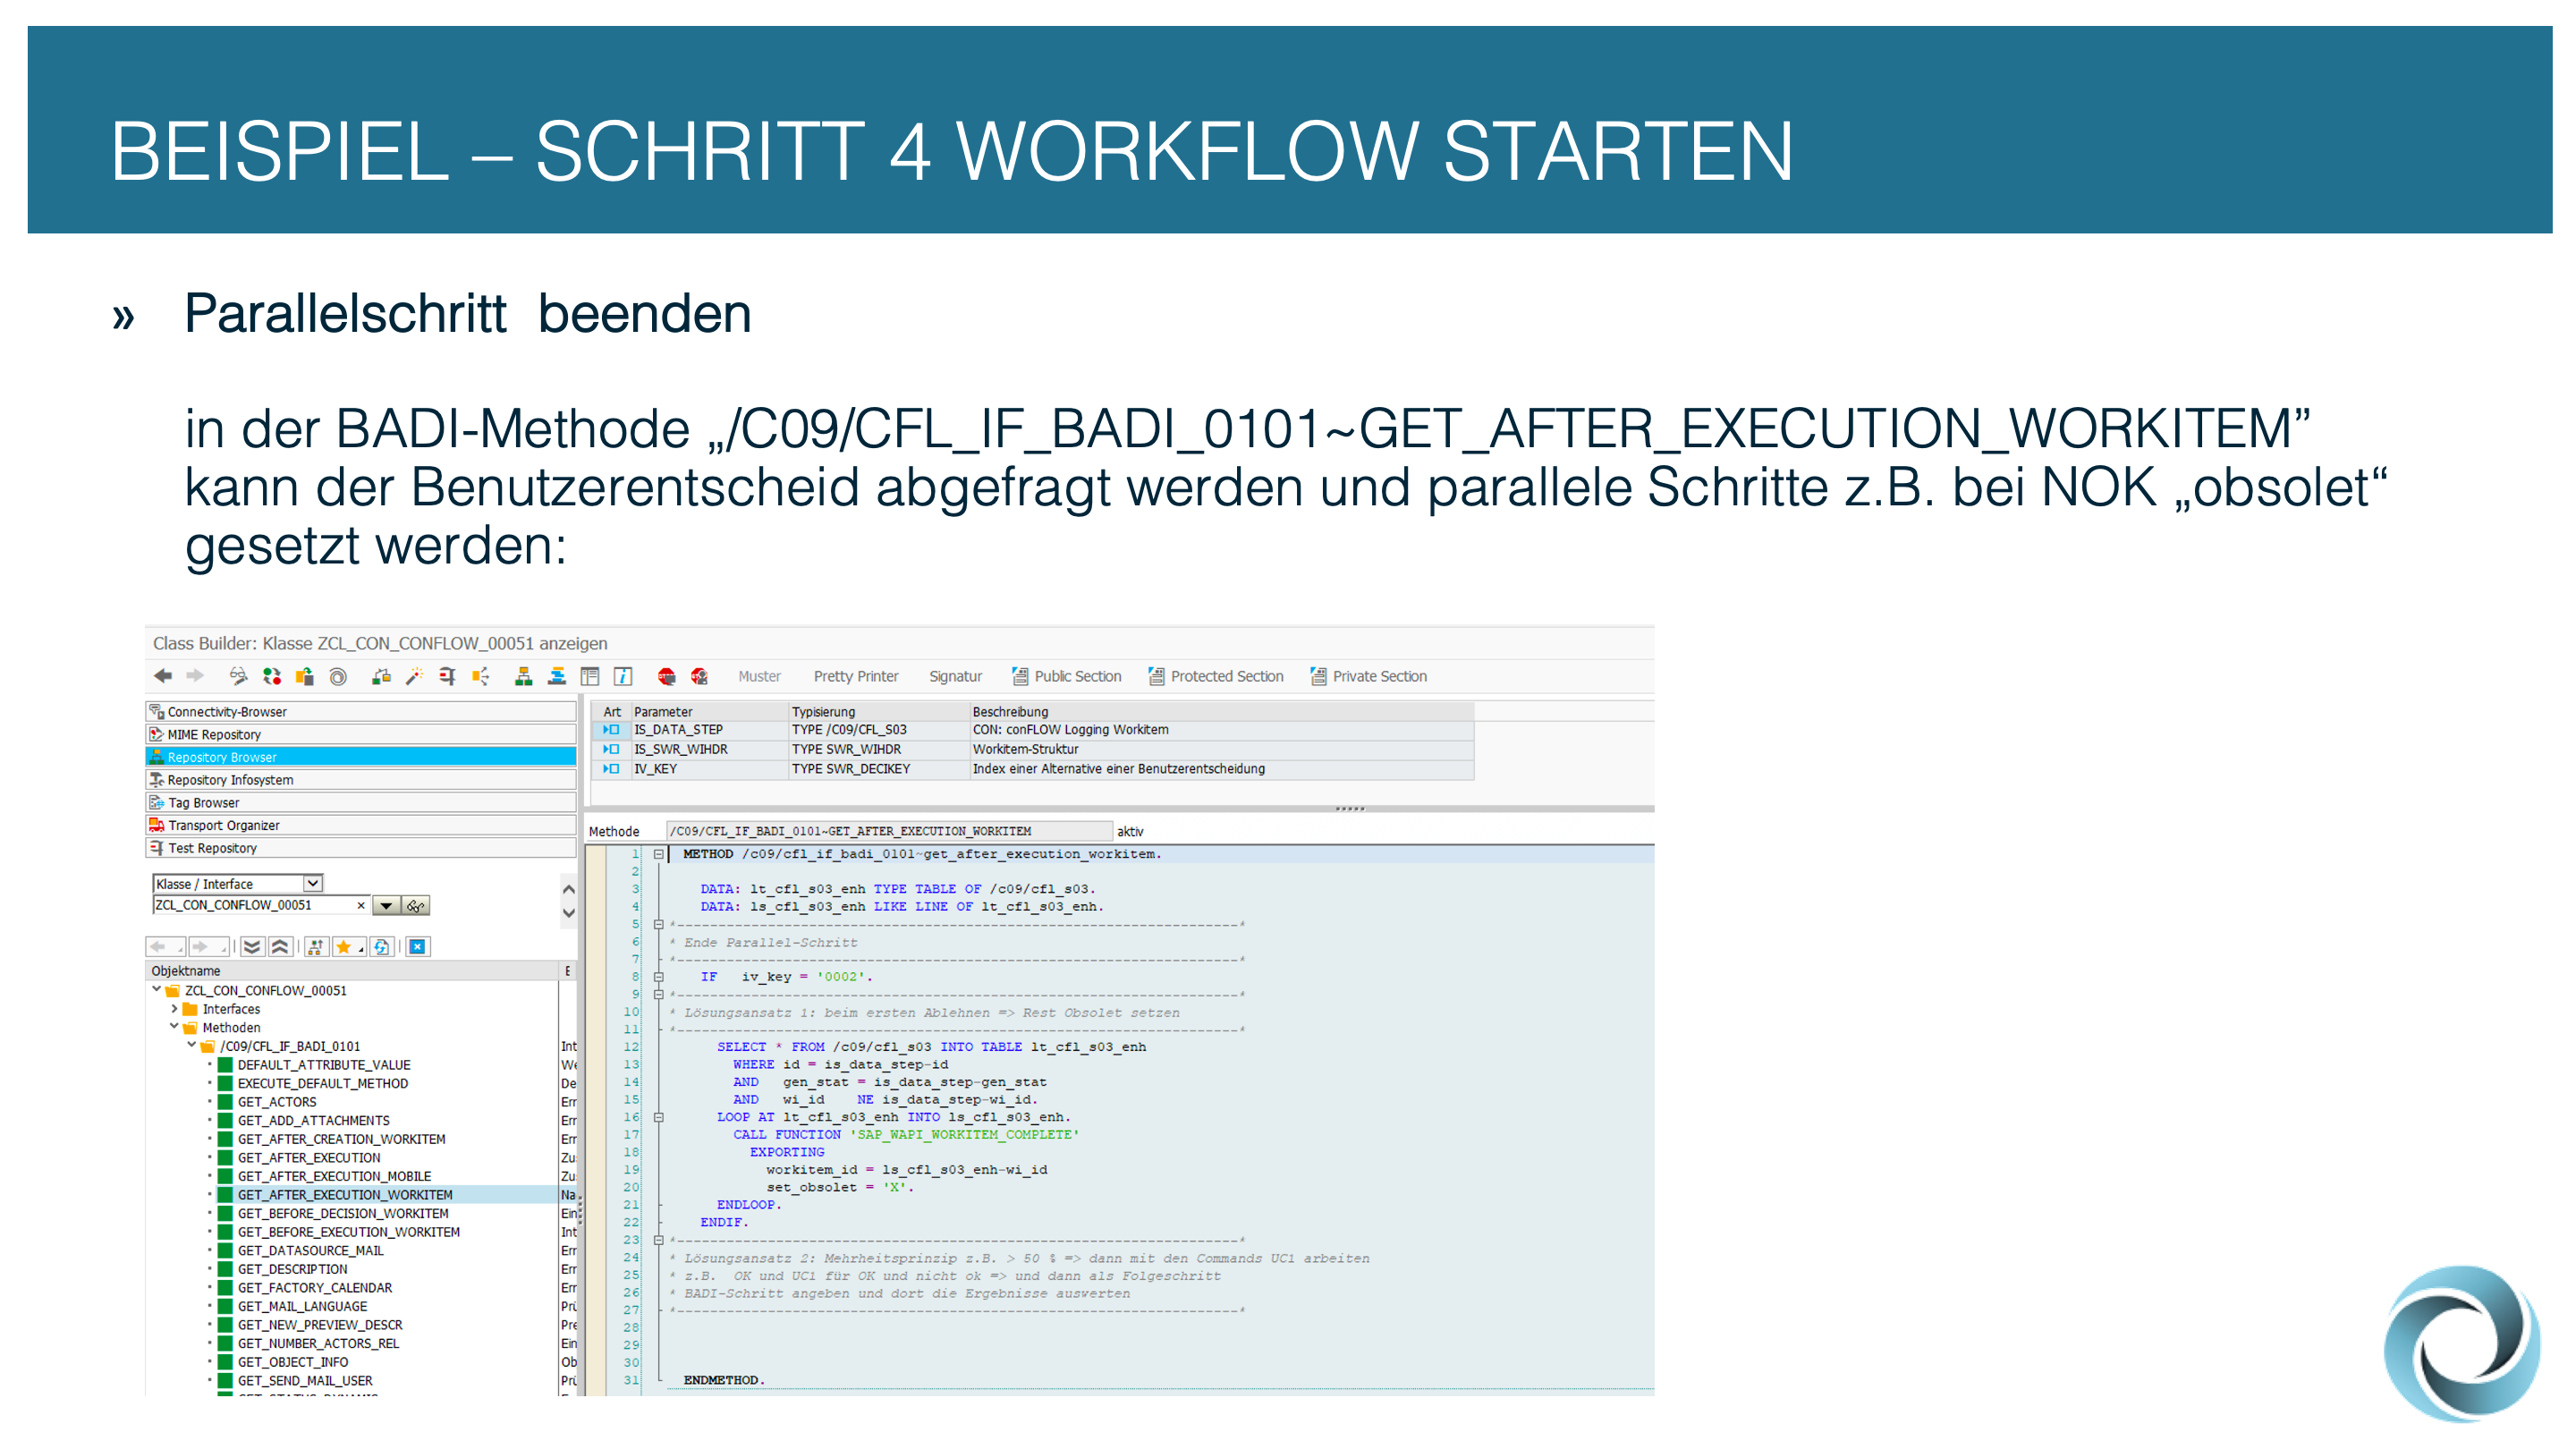 BEISPIEL – SCHRITT 4 WORKFLOW STARTEN
» Parallelschritt beenden
in der BADI-Methode „/C09/CFL_IF_BADI_0101~GET_AFTER_EXECUTION_WORKITEM”
kann der Benutzerentscheid abgefragt werden und parallele Schritte z.B. bei NOK „obsolet“
gesetzt werden:
Class Builder: Klasse ZCL_CON_CONFLOW_00051 anzeigen
Muster Pretty Printer Signatur Public Section Protected Section Private Section
Connectivity-Browser
MIME Repository
Repository Browser
Repository Infosystem
Tag Browser
Transport Organizer
Test Repository
Klasse / Interface
ZCL_CON_CONFLOW_00051
Objektname
ZCL_CON_CONFLOW_00051
Interfaces
Methoden
/C09/CFL_IF_BADI_0101 Int
DEFAULT_ATTRIBUTE_VALUE We
EXECUTE_DEFAULT_METHOD De
GET_ACTORS Err
GET_ADD_ATTACHMENTS Err
GET_AFTER_CREATION_WORKITEM Err
GET_AFTER_EXECUTION Zu
GET_AFTER_EXECUTION_MOBILE Zu
GET_AFTER_EXECUTION_WORKITEM Na
GET_BEFORE_DECISION_WORKITEM Ein
GET_BEFORE_EXECUTION_WORKITEM Int
GET_DATASOURCE_MAIL Err
GET_DESCRIPTION Err
GET_FACTORY_CALENDAR Err
GET_MAIL_LANGUAGE Prü
GET_NEW_PREVIEW_DESCR Pre
GET_NUMBER_ACTORS_REL Ein
GET_OBJECT_INFO Ob
GET_SEND_MAIL_USER Prü
Art Parameter Typisierung Beschreibung
IS_DATA_STEP TYPE /C09/CFL_S03 CON: conFLOW Logging Workitem
IS_SWR_WIHDR TYPE SWR_WIHDR Workitem-Struktur
IV_KEY TYPE SWR_DECIKEY Index einer Alternative einer Benutzerentscheidung
Methode /C09/CFL_IF_BADI_0101~GET_AFTER_EXECUTION_WORKITEM aktiv
1 METHOD /c09/cfl_if_badi_0101~get_after_execution_workitem.
2
3 DATA: lt_cfl_s03_enh TYPE TABLE OF /c09/cfl_s03.
4 DATA: ls_cfl_s03_enh LIKE LINE OF lt_cfl_s03_enh.
5 *--------------------------------------------------------------------*
6 * Ende Parallel-Schritt
7 *--------------------------------------------------------------------*
8 IF iv_key = '0002'.
9 *--------------------------------------------------------------------*
10 * Lösungsansatz 1: beim ersten Ablehnen => Rest Obsolet setzen
11 *--------------------------------------------------------------------*
12 SELECT * FROM /c09/cfl_s03 INTO TABLE lt_cfl_s03_enh
13 WHERE id = is_data_step-id
14 AND gen_stat = is_data_step-gen_stat
15 AND wi_id NE is_data_step-wi_id.
16 LOOP AT lt_cfl_s03_enh INTO ls_cfl_s03_enh.
17 CALL FUNCTION 'SAP_WAPI_WORKITEM_COMPLETE'
18 EXPORTING
19 workitem_id = ls_cfl_s03_enh-wi_id
20 set_obsolet = 'X'.
21 ENDLOOP.
22 ENDIF.
23 *--------------------------------------------------------------------*
24 * Lösungsansatz 2: Mehrheitsprinzip z.B. > 50 % => dann mit den Commands UC1 arbeiten
25 * z.B. OK und UC1 für OK und nicht ok => und dann als Folgeschritt
26 * BADI-Schritt angeben und dort die Ergebnisse auswerten
27 *--------------------------------------------------------------------*
28
29
30
31 ENDMETHOD.